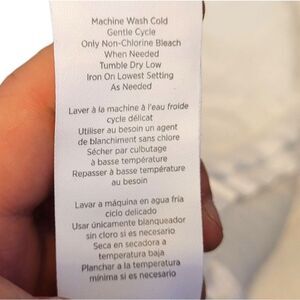 Machine Wash Cold
Gentle Cycle
Only Non-Chlorine Bleach
When Needed
Tumble Dry Low
Iron On Lowest Setting
As Needed
Laver à la machine à l'eau froide
cycle délicat
Utiliser au besoin un agent
de blanchiment sans chlore
Sécher par culbutage
à basse température
Repasser à basse température
au besoin
Lavar a máquina en agua fría
ciclo delicado
Usar únicamente blanqueador
sin cloro si es necesario
Seca en secadora a
temperatura baja
Planchar a la temperatura
mínima si es necesario